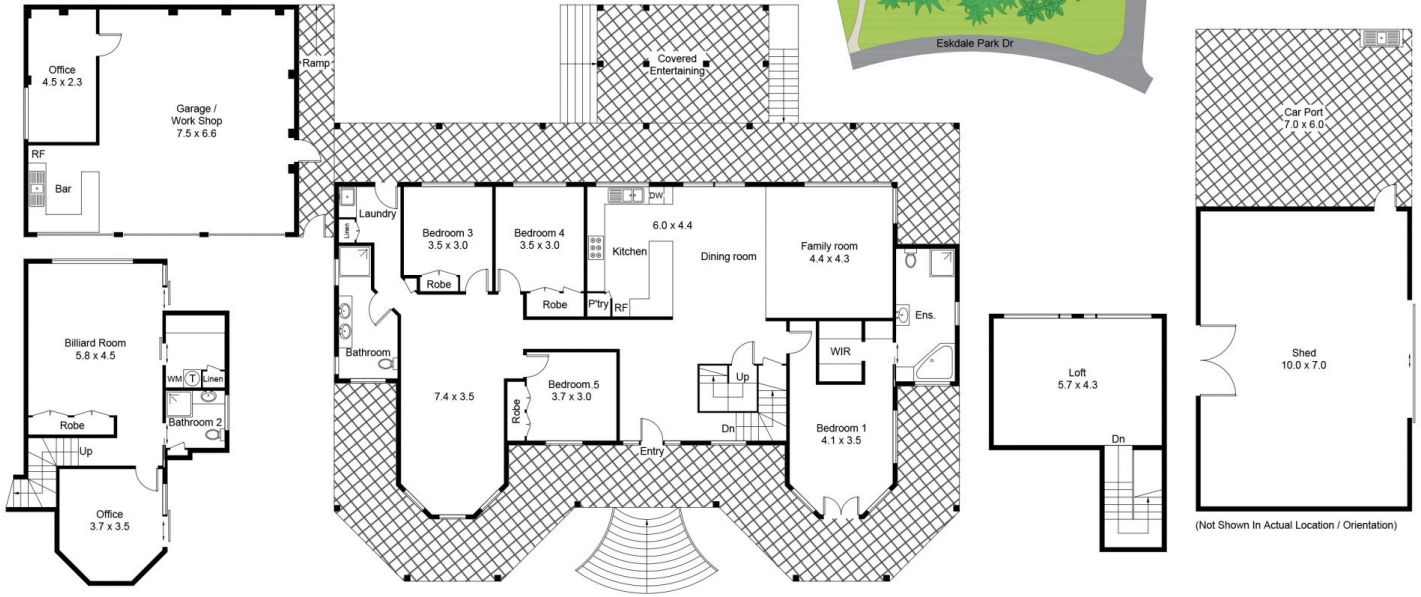 Office
4.5 x 2.3
Garage /
Work Shop
7.5 x 6.6
RF
Bar
Ramp
Covered
Entertaining
Eskdale Park Dr
Car Port
7.0 x 6.0
Laundry
Linen
Bedroom 3
3.5 x 3.0
Robe
Bedroom 4
3.5 x 3.0
Robe
DW
6.0 x 4.4
Kitchen
P'try
RF
Dining room
Family room
4.4 x 4.3
Ens.
Bathroom
7.4 x 3.5
Bedroom 5
3.7 x 3.0
Robe
Up
Dn
Entry
WIR
Bedroom 1
4.1 x 3.5
Billiard Room
5.8 x 4.5
WM
T
Linen
Bathroom 2
Robe
Up
Office
3.7 x 3.5
Loft
5.7 x 4.3
Dn
Shed
10.0 x 7.0
(Not Shown In Actual Location / Orientation)